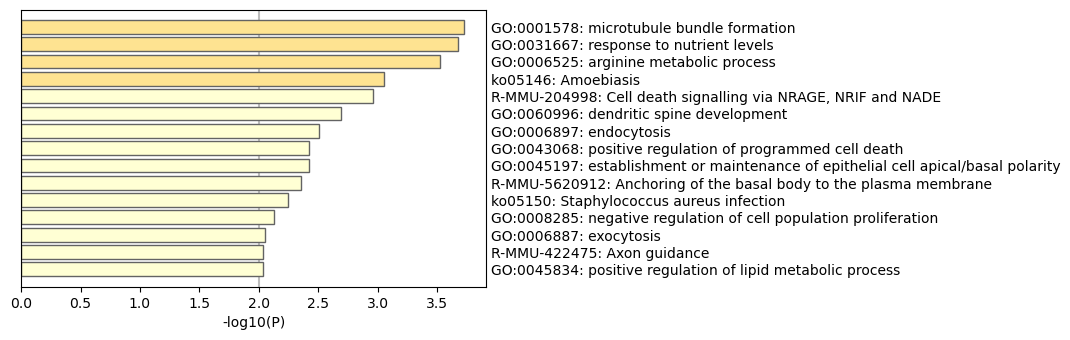 GO:0001578: microtubule bundle formation
GO:0031667: response to nutrient levels
GO:0006525: arginine metabolic process
ko05146: Amoebiasis
R-MMU-204998: Cell death signalling via NRAGE, NRIF and NADE
GO:0060996: dendritic spine development
GO:0006897: endocytosis
GO:0043068: positive regulation of programmed cell death
GO:0045197: establishment or maintenance of epithelial cell apical/basal polarity
R-MMU-5620912: Anchoring of the basal body to the plasma membrane
ko05150: Staphylococcus aureus infection
GO:0008285: negative regulation of cell population proliferation
GO:0006887: exocytosis
R-MMU-422475: Axon guidance
GO:0045834: positive regulation of lipid metabolic process
0.0 0.5 1.0 1.5 2.0 2.5 3.0 3.5
-log10(P)